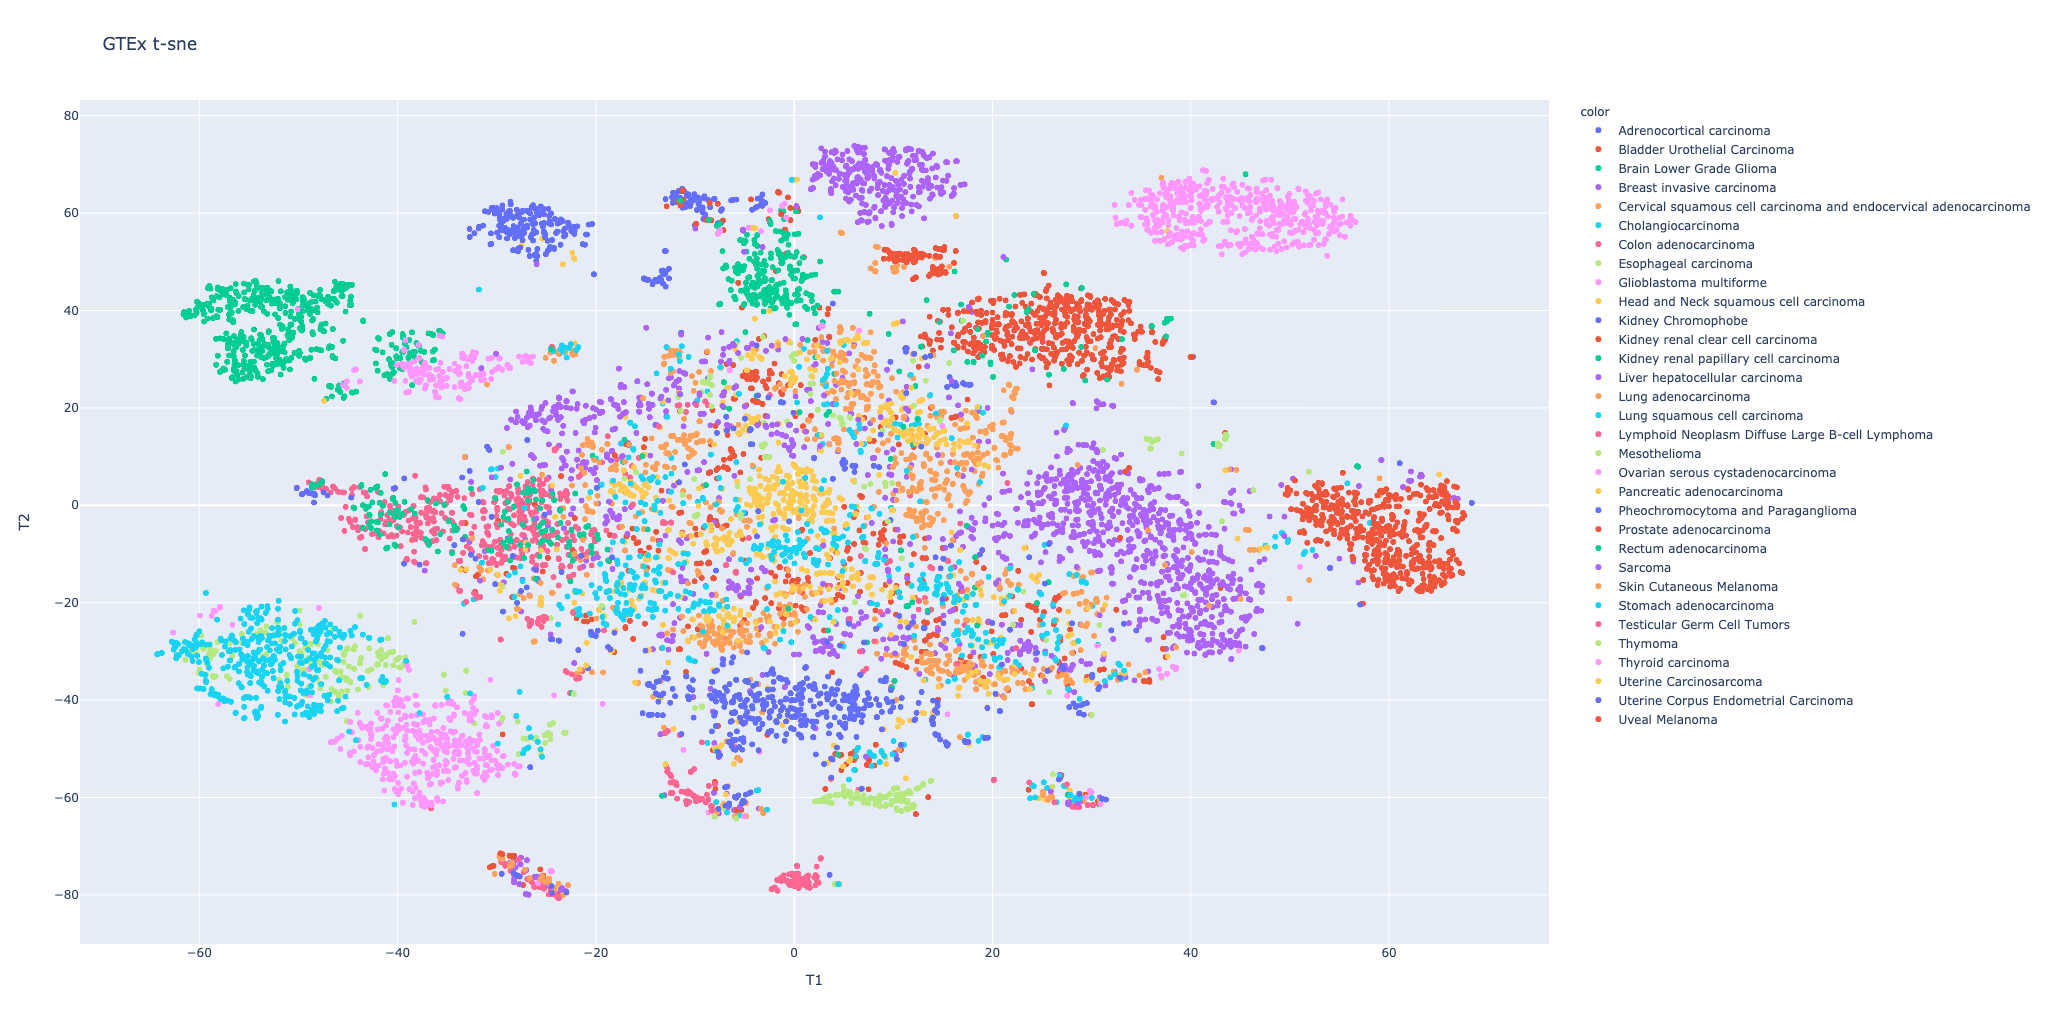 GTEx t-sne
80
60
40
20
0
−20
−40
−60
−80
T2
−60
−40
−20
0
20
40
60
T1
color
Adrenocortical carcinoma
Bladder Urothelial Carcinoma
Brain Lower Grade Glioma
Breast invasive carcinoma
Cervical squamous cell carcinoma and endocervical adenocarcinoma
Cholangiocarcinoma
Colon adenocarcinoma
Esophageal carcinoma
Glioblastoma multiforme
Head and Neck squamous cell carcinoma
Kidney Chromophobe
Kidney renal clear cell carcinoma
Kidney renal papillary cell carcinoma
Liver hepatocellular carcinoma
Lung adenocarcinoma
Lung squamous cell carcinoma
Lymphoid Neoplasm Diffuse Large B-cell Lymphoma
Mesothelioma
Ovarian serous cystadenocarcinoma
Pancreatic adenocarcinoma
Pheochromocytoma and Paraganglioma
Prostate adenocarcinoma
Rectum adenocarcinoma
Sarcoma
Skin Cutaneous Melanoma
Stomach adenocarcinoma
Testicular Germ Cell Tumors
Thymoma
Thyroid carcinoma
Uterine Carcinosarcoma
Uterine Corpus Endometrial Carcinoma
Uveal Melanoma